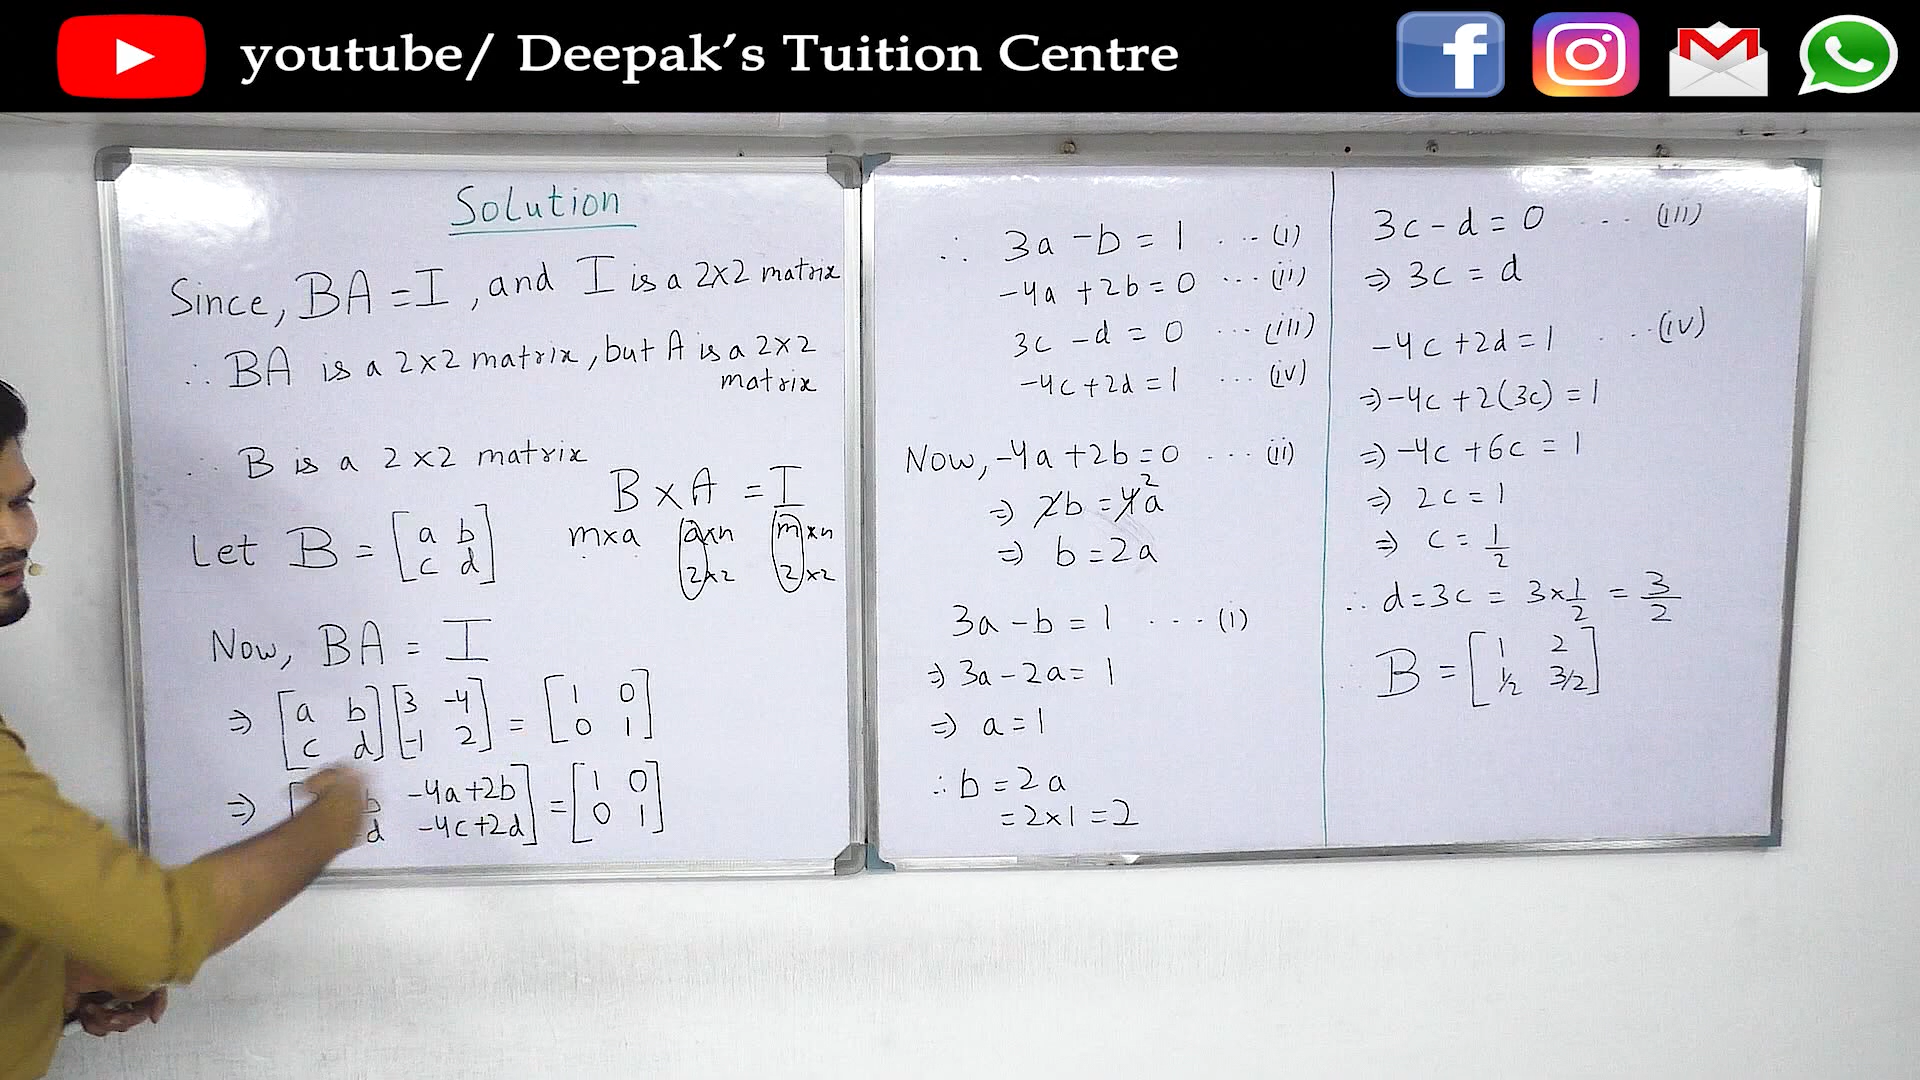 youtube/ Deepak's Tuition Centre
Solution
Since, BA = I, and I is a 2x2 matrix
∴ BA is a 2x2 matrix, but A is a 2x2
matrix
∴ B is a 2x2 matrix
B x A = I
mxa axn mxn
2x2 2x2
Let B = [a b
c d]
Now, BA = I
⇒ [a b [3 -4 = [1 0
c d] -1 2] 0 1]
⇒ [ b -4a+2b = [1 0
d -4c+2d] 0 1]
∴ 3a - b = 1 ... (i)
-4a + 2b = 0 ... (ii)
3c - d = 0 ... (iii)
-4c + 2d = 1 ... (iv)
Now, -4a + 2b = 0 ... (ii)
⇒ 2b = 4a 2
⇒ b = 2a
3a - b = 1 ... (i)
⇒ 3a - 2a = 1
⇒ a = 1
∴ b = 2a
= 2x1 = 2
3c - d = 0 ... (iii)
⇒ 3c = d
-4c + 2d = 1 ... (iv)
⇒ -4c + 2(3c) = 1
⇒ -4c + 6c = 1
⇒ 2c = 1
⇒ c = 1/2
∴ d = 3c = 3x1/2 = 3/2
∴ B = [1 2
1/2 3/2]